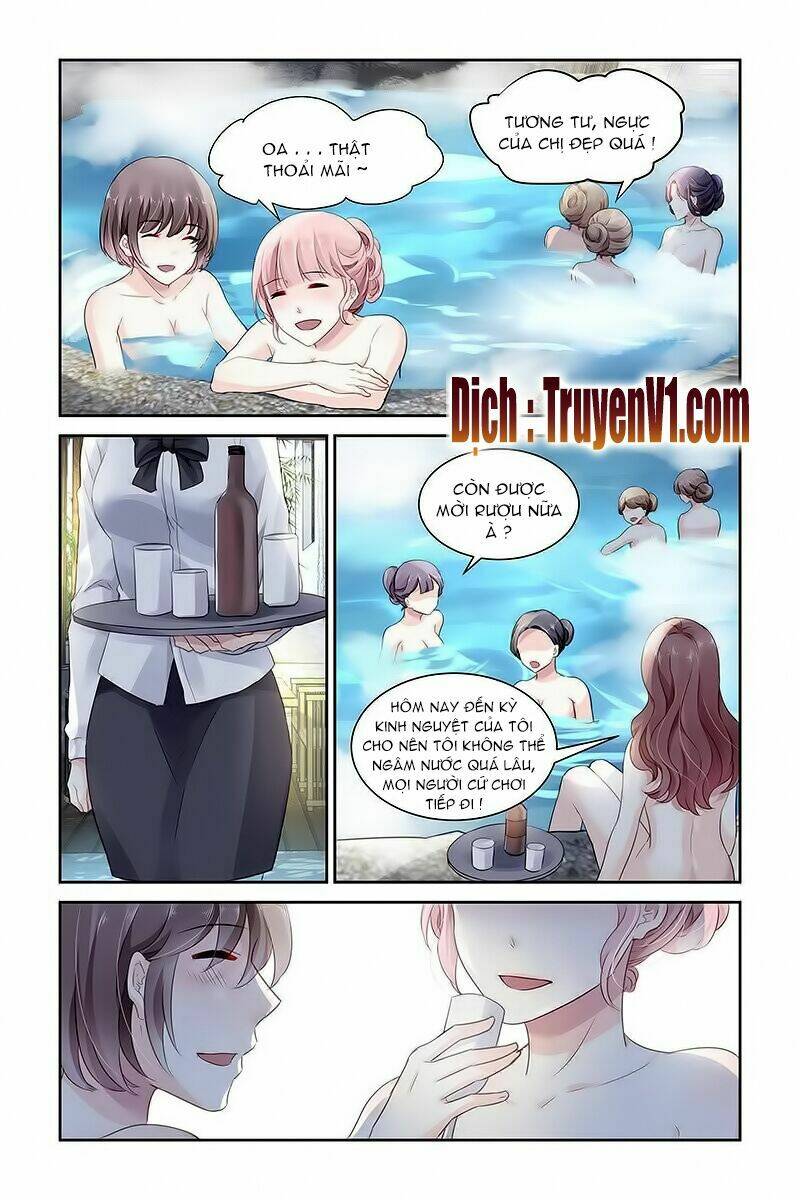 OA . . . THẬT
THOẢI MÃI ~
TƯƠNG TƯ, NGỰC
CỦA CHỊ ĐẸP QUÁ !
Dịch : TruyenV1.com
CÒN ĐƯỢC
MỜI RƯỢU NỮA
À ?
HÔM NAY ĐẾN KỲ
KINH NGUYỆT CỦA TÔI
CHO NÊN TÔI KHÔNG THỂ
NGÂM NƯỚC QUÁ LÂU,
MỌI NGƯỜI CỨ CHƠI
TIẾP ĐI !